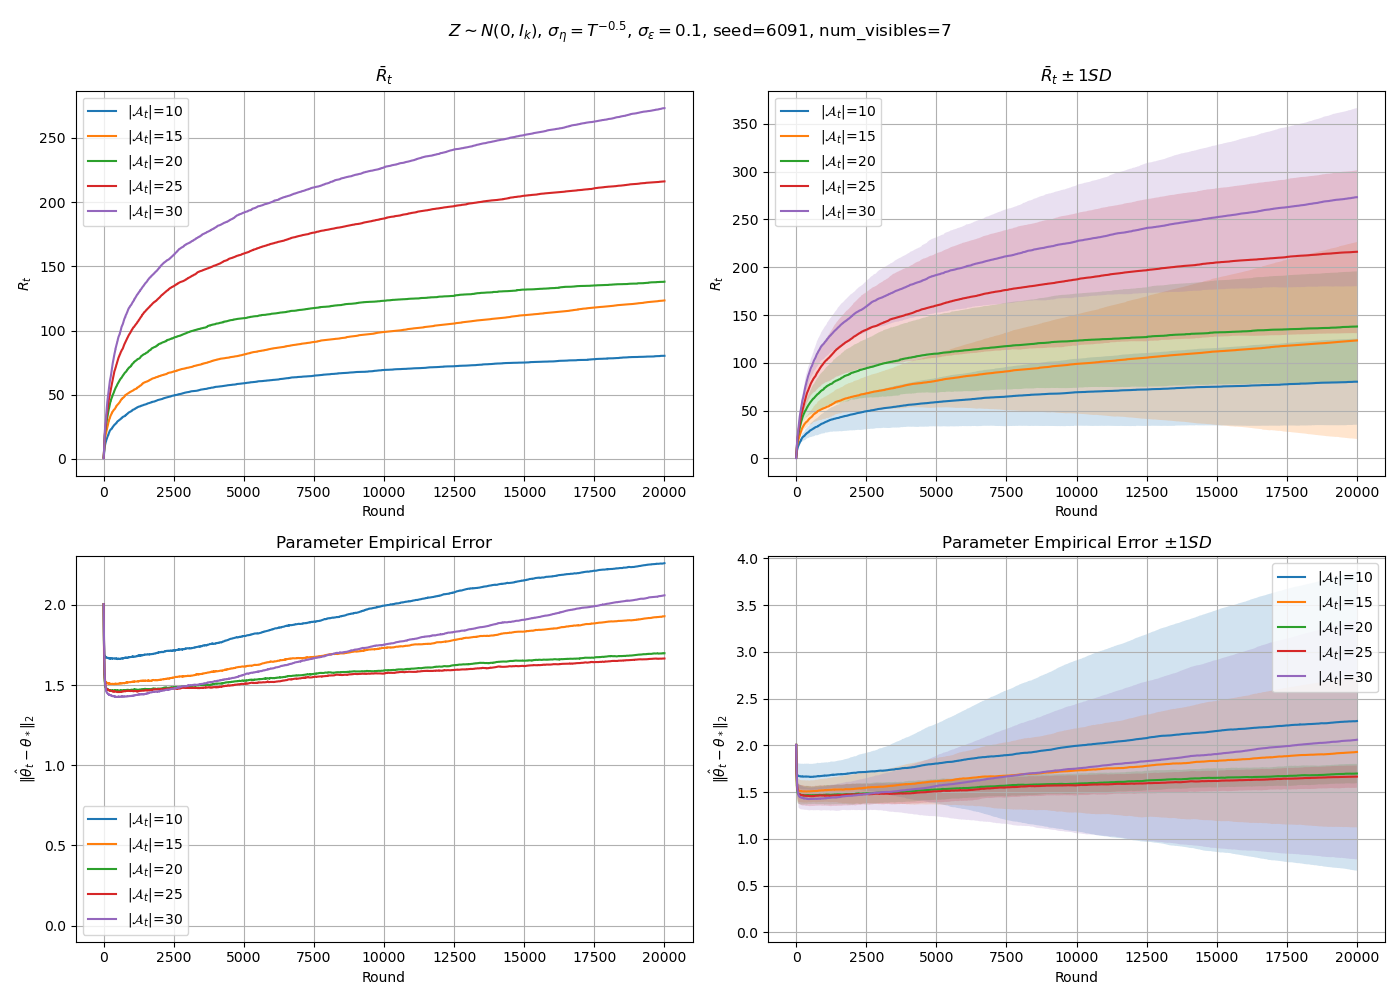 Z ∼ N(0, I_k), σ_η = T^{−0.5}, σ_ε = 0.1, seed=6091, num_visibles=7
R̄_t
R_t
250
200
150
100
50
0
|𝒜_t|=10
|𝒜_t|=15
|𝒜_t|=20
|𝒜_t|=25
|𝒜_t|=30
0 2500 5000 7500 10000 12500 15000 17500 20000
Round
R̄_t ± 1SD
R_t
350
300
250
200
150
100
50
0
|𝒜_t|=10
|𝒜_t|=15
|𝒜_t|=20
|𝒜_t|=25
|𝒜_t|=30
0 2500 5000 7500 10000 12500 15000 17500 20000
Round
Parameter Empirical Error
‖θ̂_t − θ_*‖_2
2.0
1.5
1.0
0.5
0.0
|𝒜_t|=10
|𝒜_t|=15
|𝒜_t|=20
|𝒜_t|=25
|𝒜_t|=30
0 2500 5000 7500 10000 12500 15000 17500 20000
Round
Parameter Empirical Error ±1SD
‖θ̂_t − θ_*‖_2
4.0
3.5
3.0
2.5
2.0
1.5
1.0
0.5
0.0
|𝒜_t|=10
|𝒜_t|=15
|𝒜_t|=20
|𝒜_t|=25
|𝒜_t|=30
0 2500 5000 7500 10000 12500 15000 17500 20000
Round